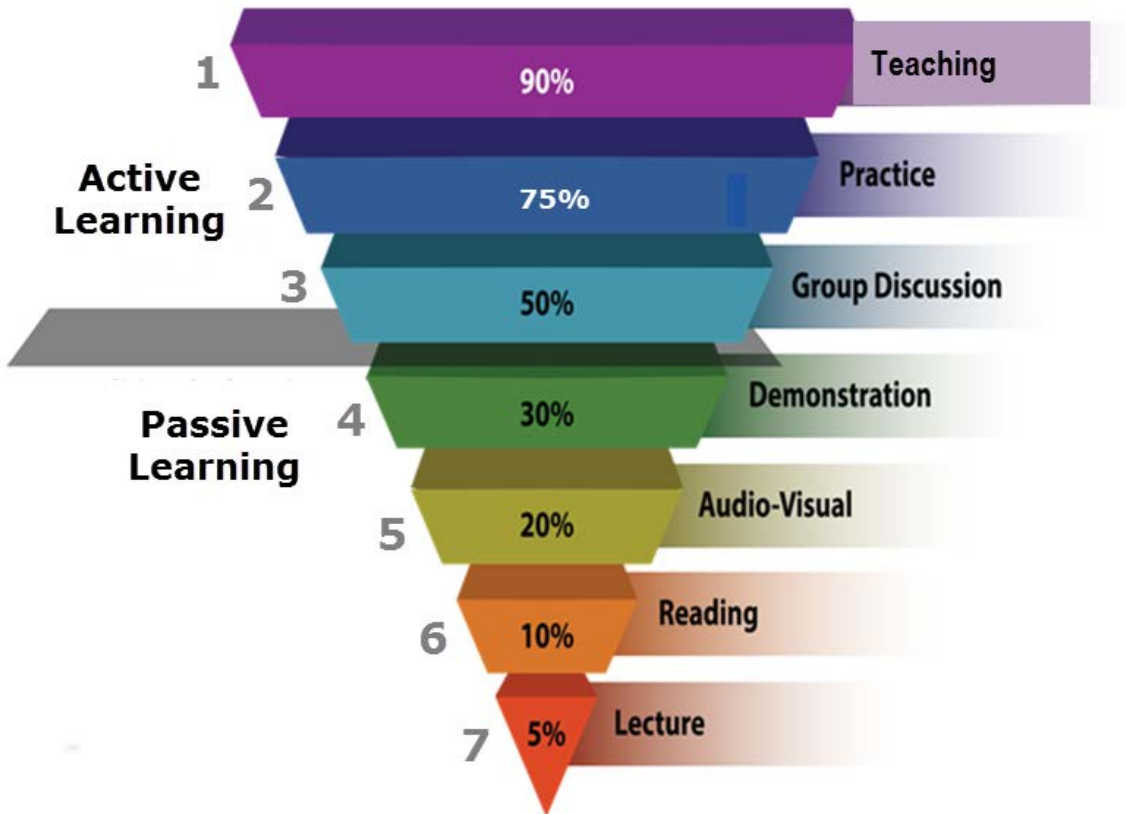 1
90%
Teaching
Active
Learning
2
75%
Practice
3
50%
Group Discussion
Passive
Learning
4
30%
Demonstration
5
20%
Audio-Visual
6
10%
Reading
7
5%
Lecture